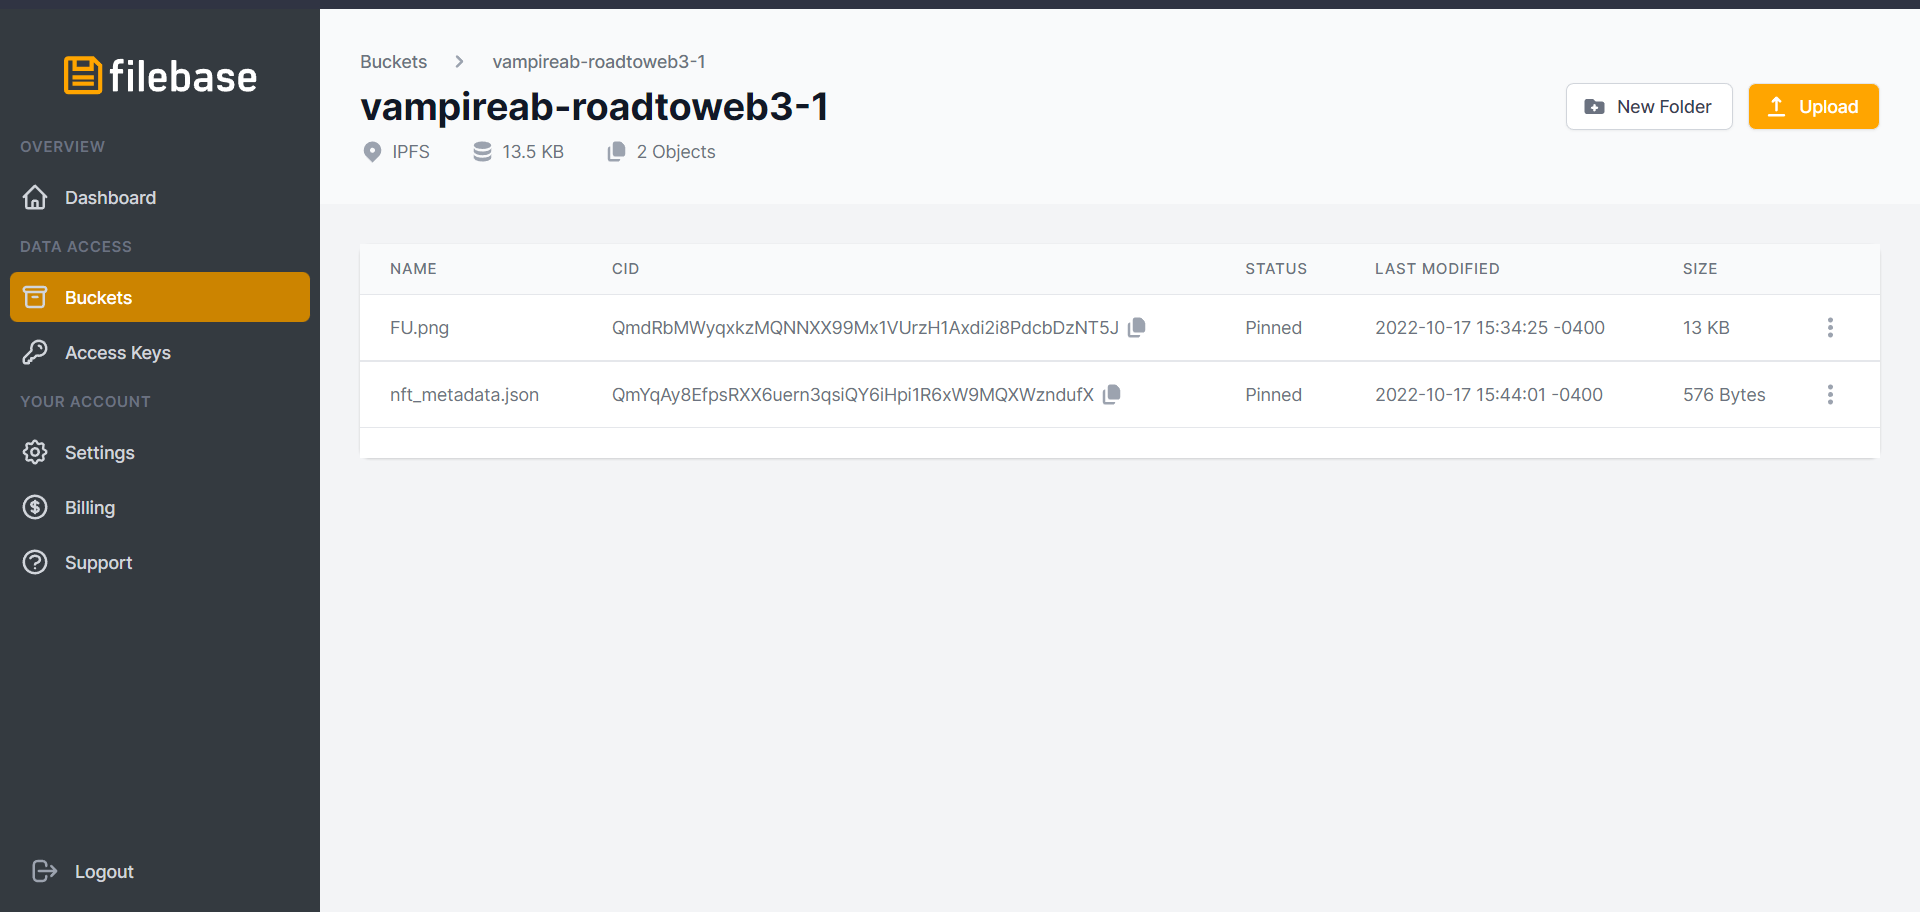 filebase
OVERVIEW
Dashboard
DATA ACCESS
Buckets
Access Keys
YOUR ACCOUNT
Settings
Billing
Support
Logout
Buckets vampireab-roadtoweb3-1
vampireab-roadtoweb3-1
IPFS 13.5 KB 2 Objects
New Folder Upload
NAME CID STATUS LAST MODIFIED SIZE
FU.png QmdRbMWyqxkzMQNNXX99Mx1VUrzH1Axdi2i8PdcbDzNT5J Pinned 2022-10-17 15:34:25 -0400 13 KB
nft_metadata.json QmYqAy8EfpsRXX6uern3qsiQY6iHpi1R6xW9MQXWzndufX Pinned 2022-10-17 15:44:01 -0400 576 Bytes